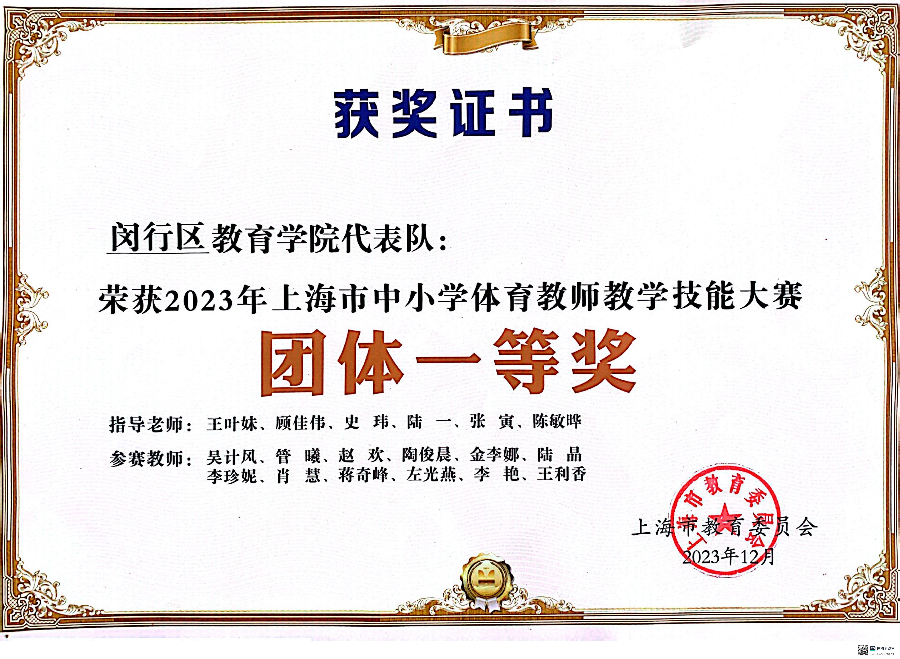 获奖证书
闵行区教育学院代表队：
荣获2023年上海市中小学体育教师教学技能大赛
团体一等奖
指导老师：王叶妹、顾佳伟、史 玮、陆 一、张 寅、陈敏晔
参赛教师：吴计风、管 曦、赵 欢、陶俊晨、金李娜、陆 晶
李珍妮、肖 慧、蒋奇峰、左光燕、李 艳、王利香
上海市教育委员会
上海市教育委员会
2023年12月